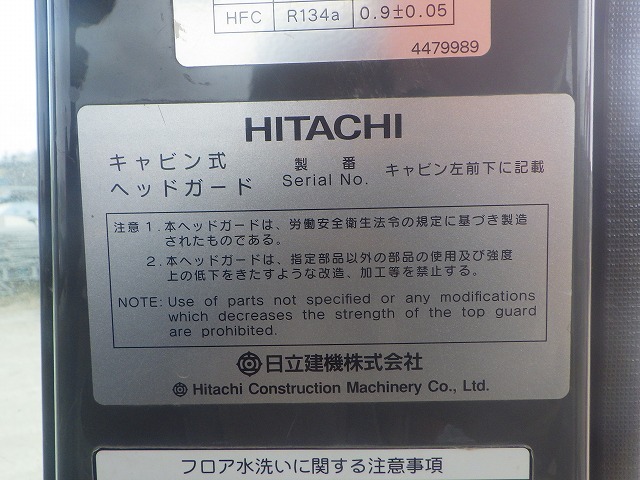 HFC R134a 0.9±0.05
4479989
HITACHI
キャビン式
ヘッドガード
製番
Serial No.
キャビン左前下に記載
注意 1. 本ヘッドガードは、労働安全衛生法令の規定に基づき製造
されたものである。
2. 本ヘッドガードは、指定部品以外の部品の使用及び強度
上の低下をきたすような改造、加工等を禁止する。
NOTE: Use of parts not specified or any modifications
which decreases the strength of the top guard
are prohibited.
日立建機株式会社
Hitachi Construction Machinery Co., Ltd.
フロア水洗いに関する注意事項